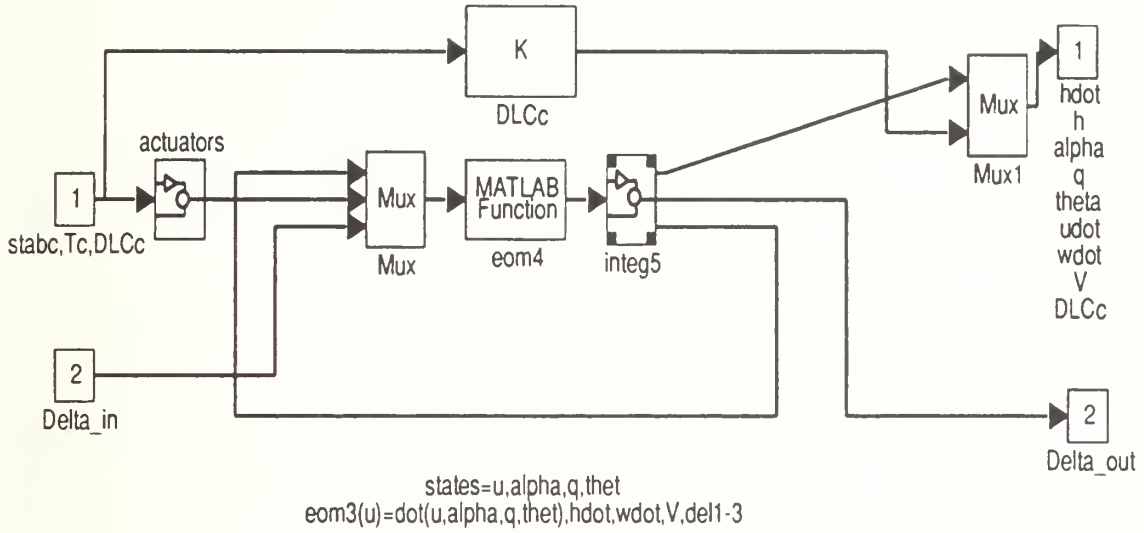 K
DLCc
actuators
1
stabc,Tc,DLCc
Mux
Mux
MATLAB
Function
eom4
integ5
Mux
Mux1
1
hdot
h
alpha
q
theta
udot
wdot
V
DLCc
2
Delta_in
2
Delta_out
states=u,alpha,q,thet
eom3(u)=dot(u,alpha,q,thet),hdot,wdot,V,del1-3